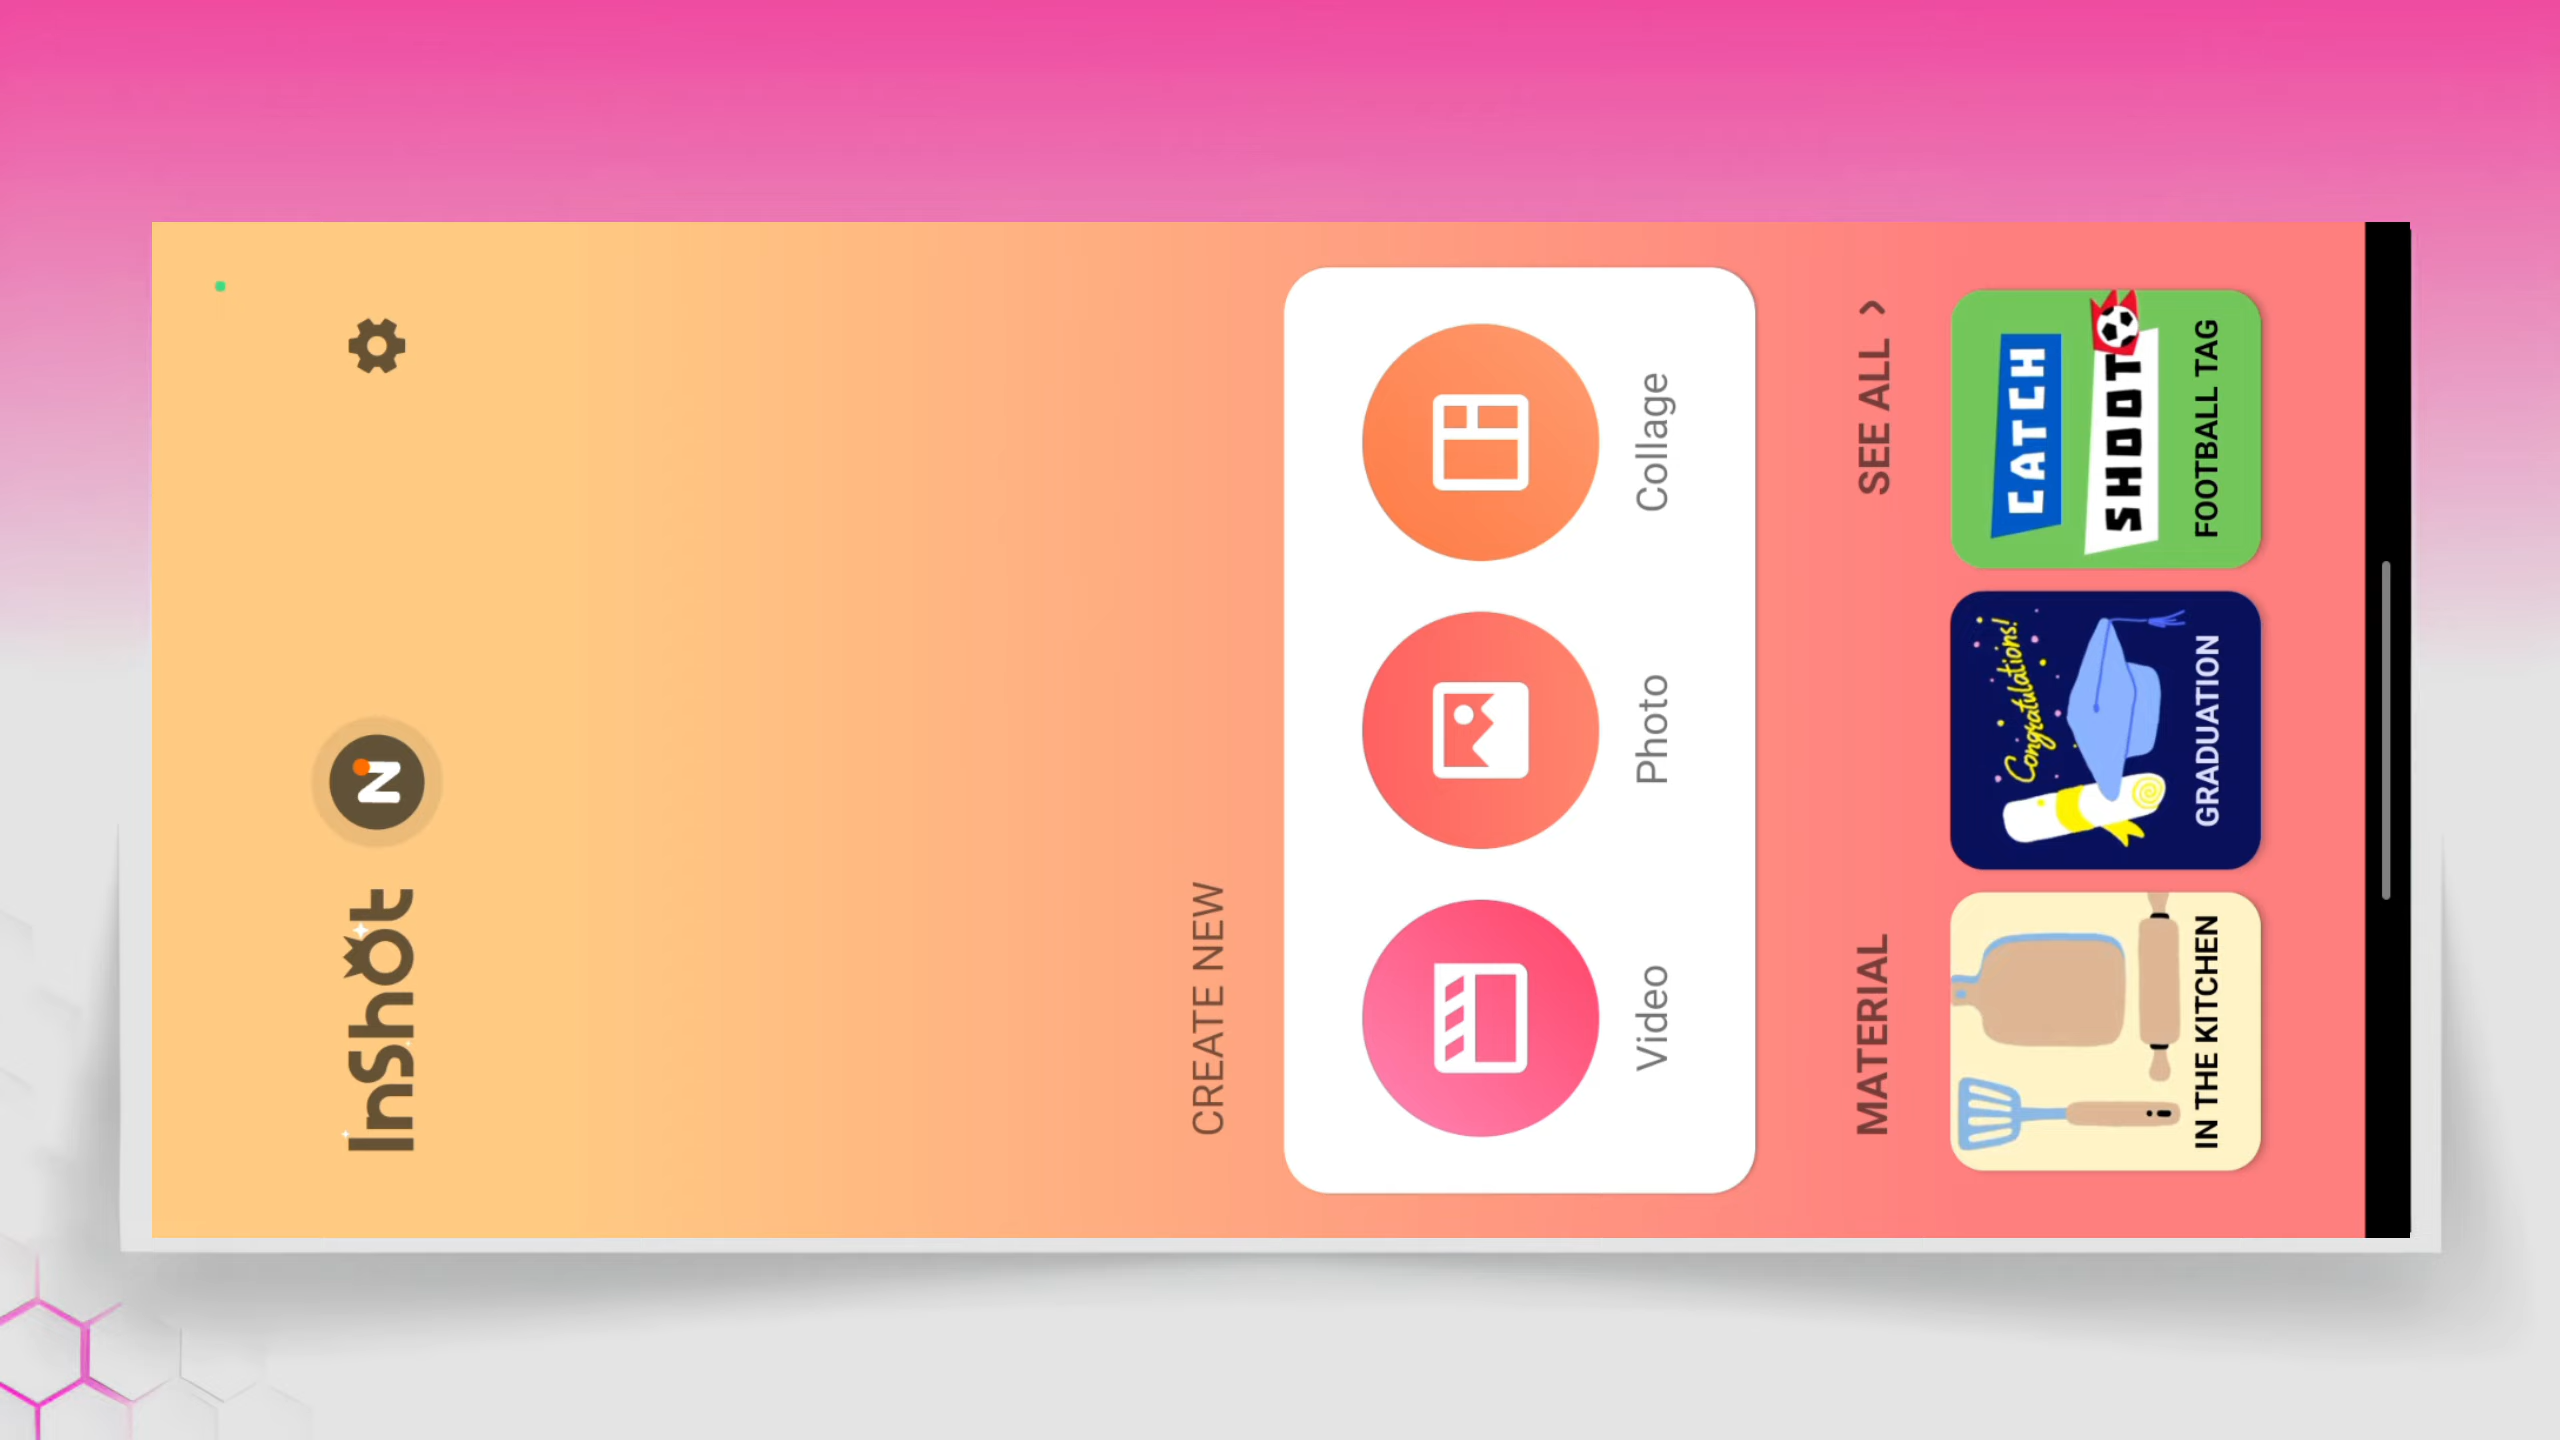 InShot
N
CREATE NEW
Video
Photo
Collage
MATERIAL
SEE ALL >
IN THE KITCHEN
Congratulations!
GRADUATION
CATCH
SHOOT
FOOTBALL TAG